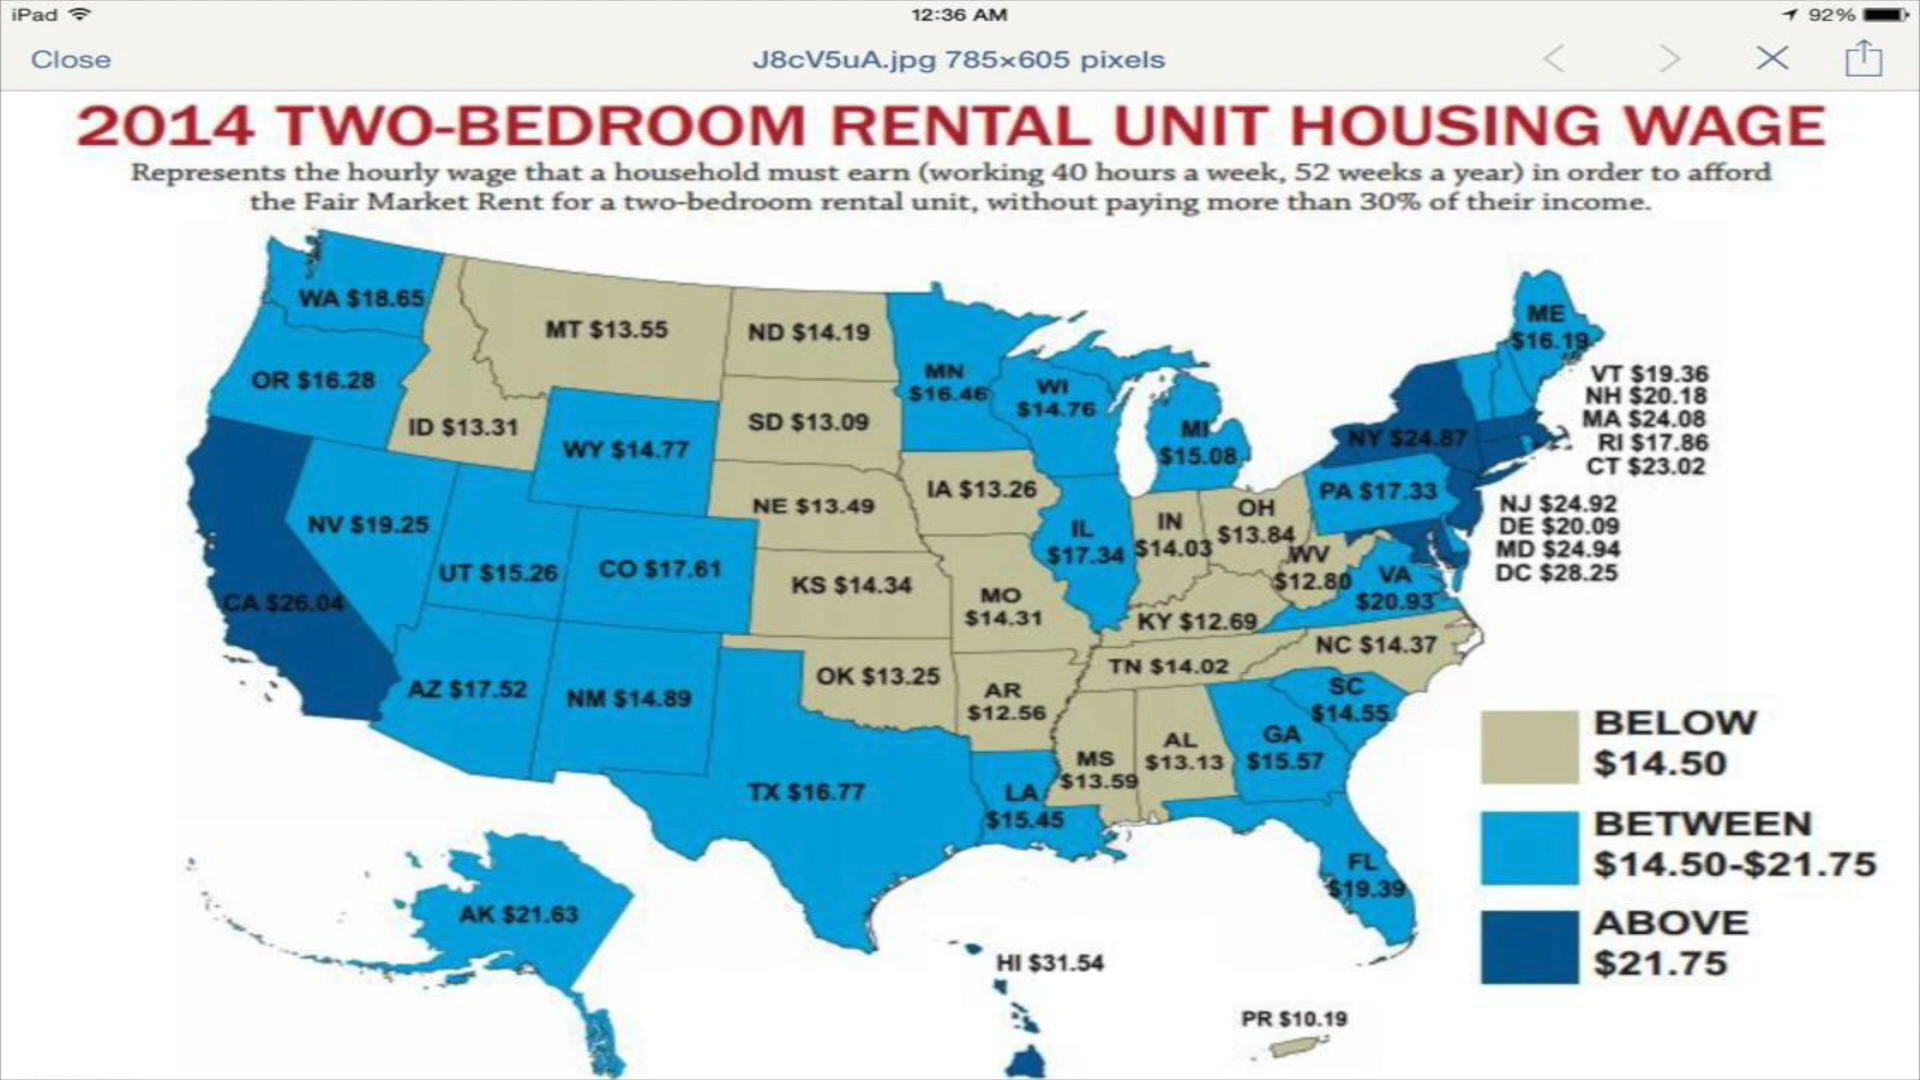 iPad
12:36 AM
92%
Close
J8cV5uA.jpg 785×605 pixels
2014 TWO-BEDROOM RENTAL UNIT HOUSING WAGE
Represents the hourly wage that a household must earn (working 40 hours a week, 52 weeks a year) in order to afford
the Fair Market Rent for a two-bedroom rental unit, without paying more than 30% of their income.
WA $18.65
MT $13.55
ND $14.19
ME
$16.19
OR $16.28
MN
$16.46
WI
$14.76
VT $19.36
NH $20.18
MA $24.08
RI $17.86
CT $23.02
ID $13.31
SD $13.09
MI
$15.08
NY $24.87
WY $14.77
IA $13.26
PA $17.33
NE $13.49
NJ $24.92
DE $20.09
MD $24.94
DC $28.25
NV $19.25
IL
$17.34
IN
$14.03
OH
$13.84
WV
$12.80
VA
$20.93
UT $15.26
CO $17.61
KS $14.34
MO
$14.31
CA $26.04
KY $12.69
NC $14.37
TN $14.02
AZ $17.52
NM $14.89
OK $13.25
AR
$12.56
SC
$14.55
MS
$13.59
AL
$13.13
GA
$15.57
TX $16.77
LA
$15.45
FL
$19.39
AK $21.63
HI $31.54
PR $10.19
BELOW
$14.50
BETWEEN
$14.50-$21.75
ABOVE
$21.75